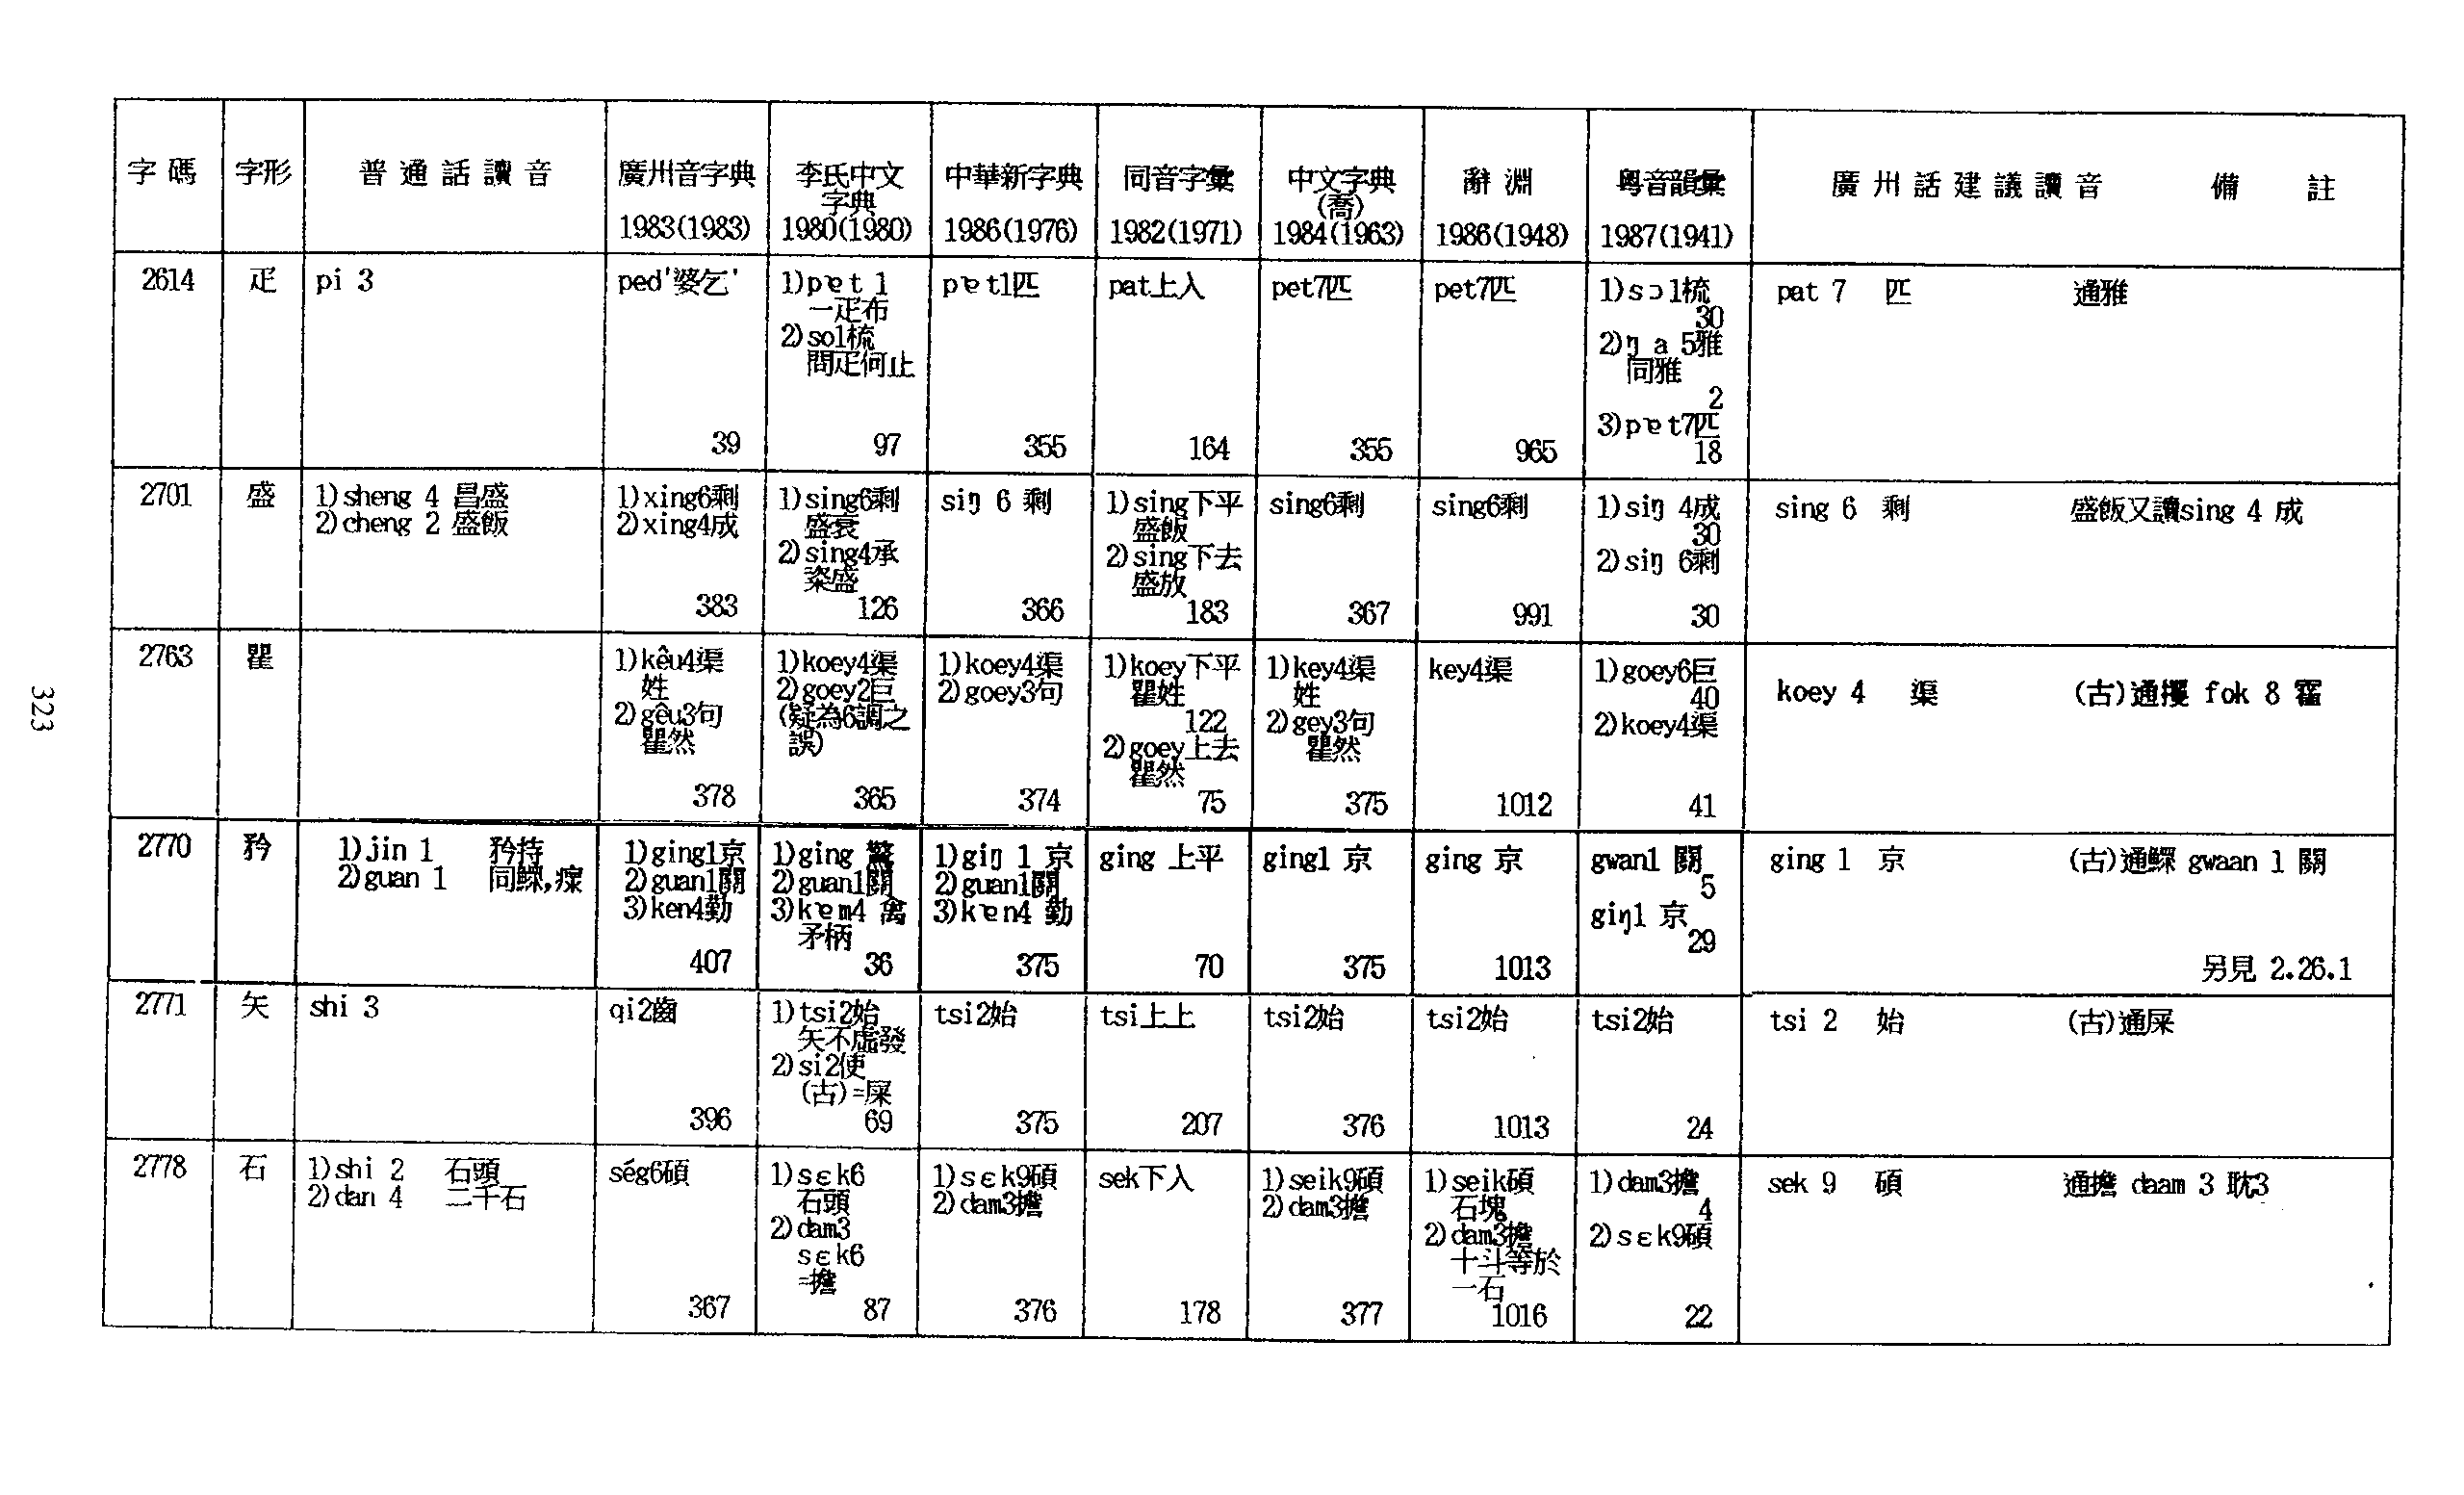 字碼 字形 普通話讀音 廣州音字典 1983(1983) 李氏中文字典 1980(1980) 中華新字典 1986(1976) 同音字彙 1982(1971) 中文字典(喬) 1984(1963) 辭淵 1986(1948) 粵音韻彙 1987(1941) 廣州話建議讀音 備註
2614
疋
pi 3
ped'婆乞'
39
1)pɐt 1
一疋布
2)so1梳
問疋何止
97
pɐt1匹
355
pat上入
164
pet7匹
355
pet7匹
965
1)sɔ1梳
30
2)ŋ a 5雅
同雅
2
3)pɐt7匹
18
pat 7 匹
通雅
2701
盛
1)sheng 4 昌盛
2)cheng 2 盛飯
1)xing6剩
2)xing4成
383
1)sing6剩
盛衰
2)sing4承
粢盛
126
siŋ 6 剩
366
1)sing下平
盛飯
2)sing下去
盛放
183
sing6剩
367
sing6剩
991
1)siŋ 4成
30
2)siŋ 6剩
30
sing 6 剩
盛飯又讀sing 4 成
2763
瞿
1)kêu4渠
姓
2)gêu3句
瞿然
378
1)koey4渠
2)goey2巨
(疑為6調之
誤)
365
1)koey4渠
2)goey3句
374
1)koey下平
瞿姓
122
2)goey上去
瞿然
75
1)key4渠
姓
2)gey3句
瞿然
375
key4渠
1012
1)goey6巨
40
2)koey4渠
41
koey 4 渠
(古)通攫 fok 8 霍
2770
矜
1)jin 1 矜持
2)guan 1 同鰥,瘝
1)ging1京
2)guan1關
3)ken4勤
407
1)ging 驚
2)guan1關
3)kɐm4 禽
矛柄
36
1)giŋ 1 京
2)guan1關
3)kɐn4 勤
375
ging 上平
70
ging1 京
375
ging 京
1013
gwan1 關
5
giŋ1 京
29
ging 1 京
(古)通鰥 gwaan 1 關
另見 2.26.1
2771
矢
shi 3
qi2齒
396
1)tsi2始
矢不虛發
2)si2使
(古)=屎
69
tsi2始
375
tsi上上
207
tsi2始
376
tsi2始
1013
tsi2始
24
tsi 2 始
(古)通屎
2778
石
1)shi 2 石頭
2)dan 4 二千石
ség6碩
367
1)sɛk6
石頭
2)dam3
sɛk6
=擔
87
1)sɛk9碩
2)dam3擔
376
sek下入
178
1)seik9碩
2)dam3擔
377
1)seik碩
石塊
2)dam3擔
十斗等於
一石
1016
1)dam3擔
4
2)sɛk9碩
22
sek 9 碩
通擔 daam 3 耽3
323